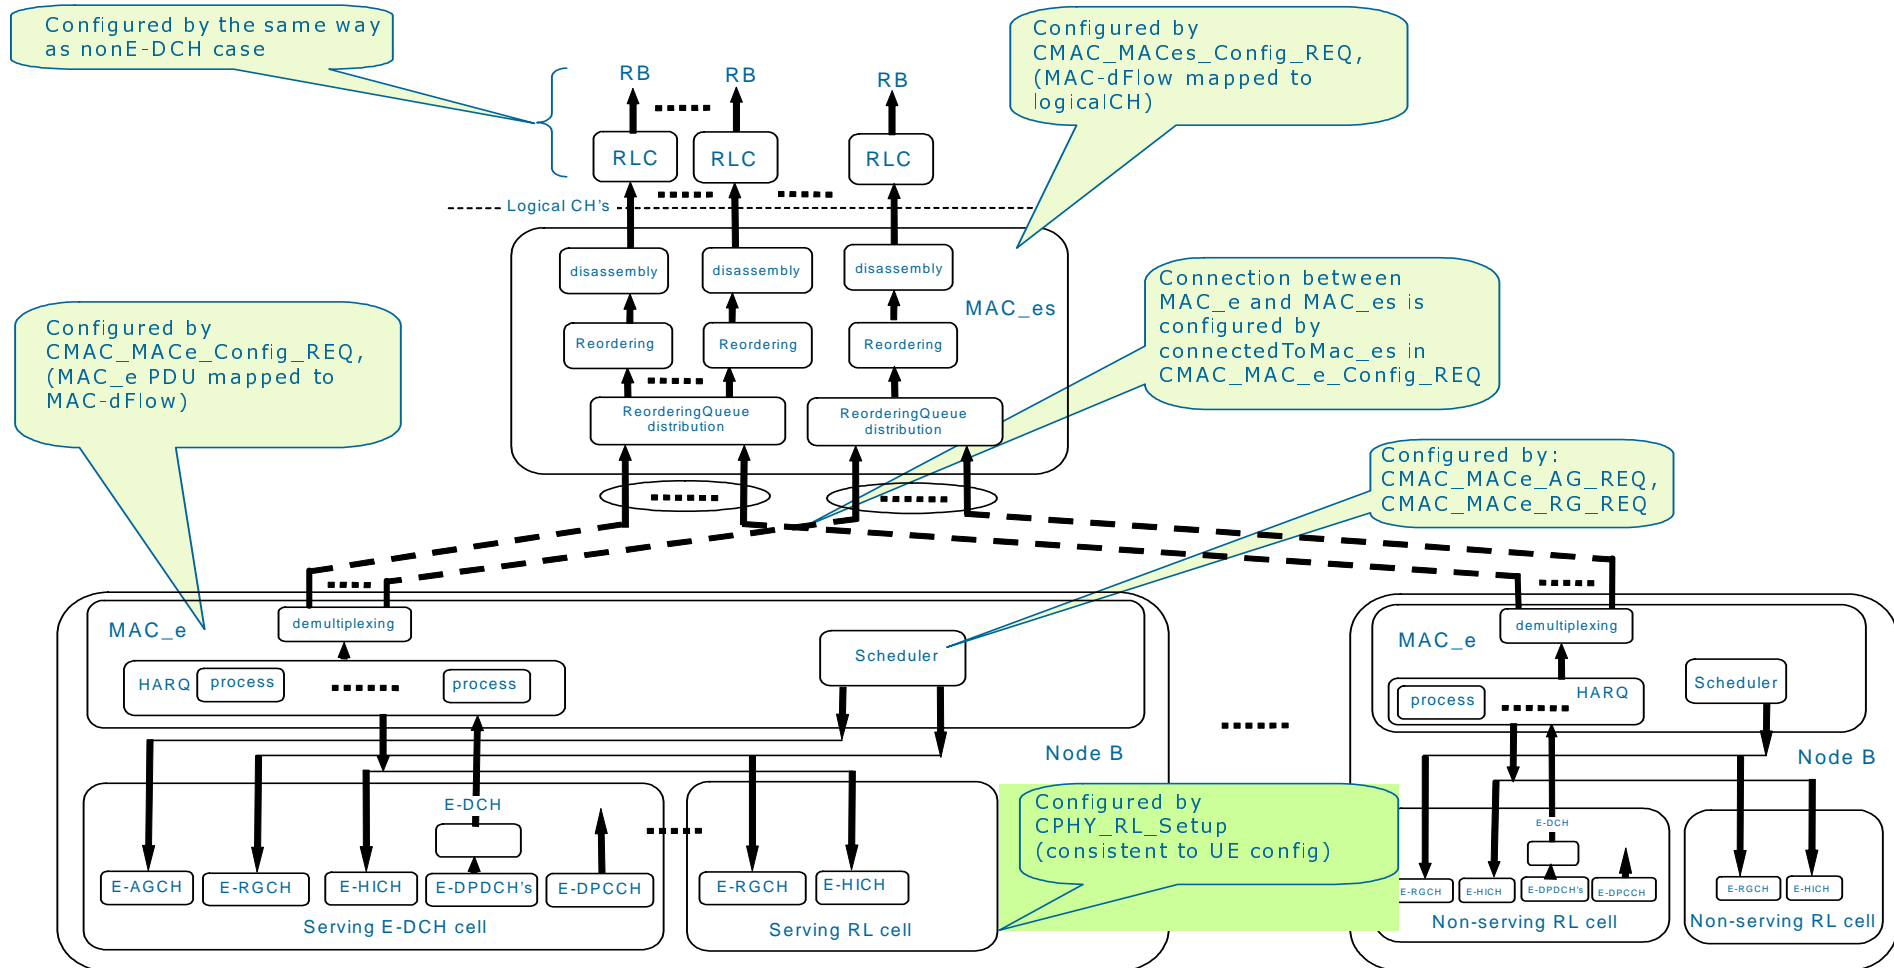 Configured by the same way
as nonE-DCH case
Configured by
CMAC_MACes_Config_REQ,
(MAC-dFlow mapped to
logicalCH)
RB
RB
RB
RLC
RLC
RLC
Logical CH's
disassembly
disassembly
disassembly
MAC_es
Reordering
Reordering
Reordering
ReorderingQueue
distribution
ReorderingQueue
distribution
Connection between
MAC_e and MAC_es is
configured by
connectedToMac_es in
CMAC_MAC_e_Config_REQ
Configured by
CMAC_MACe_Config_REQ,
(MAC_e PDU mapped to
MAC-dFlow)
Configured by:
CMAC_MACe_AG_REQ,
CMAC_MACe_RG_REQ
MAC_e
demultiplexing
Scheduler
HARQ
process
process
Node B
E-DCH
E-AGCH
E-RGCH
E-HICH
E-DPDCH's
E-DPCCH
Serving E-DCH cell
E-RGCH
E-HICH
Serving RL cell
Configured by
CPHY_RL_Setup
(consistent to UE config)
MAC_e
demultiplexing
Scheduler
process
HARQ
Node B
E-DCH
E-RGCH
E-HICH
E-DPDCH's
E-DPCCH
Non-serving RL cell
E-RGCH
E-HICH
Non-serving RL cell